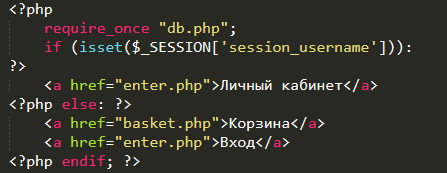 <?php
require_once "db.php";
if (isset($_SESSION['session_username'])):
?>
<a href="enter.php">Личный кабинет</a>
<?php else: ?>
<a href="basket.php">Корзина</a>
<a href="enter.php">Вход</a>
<?php endif; ?>